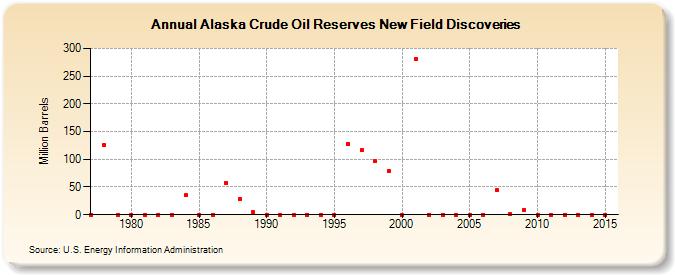 Annual Alaska Crude Oil Reserves New Field Discoveries
Million Barrels
300
250
200
150
100
50
0
1980 1985 1990 1995 2000 2005 2010 2015
Source: U.S. Energy Information Administration